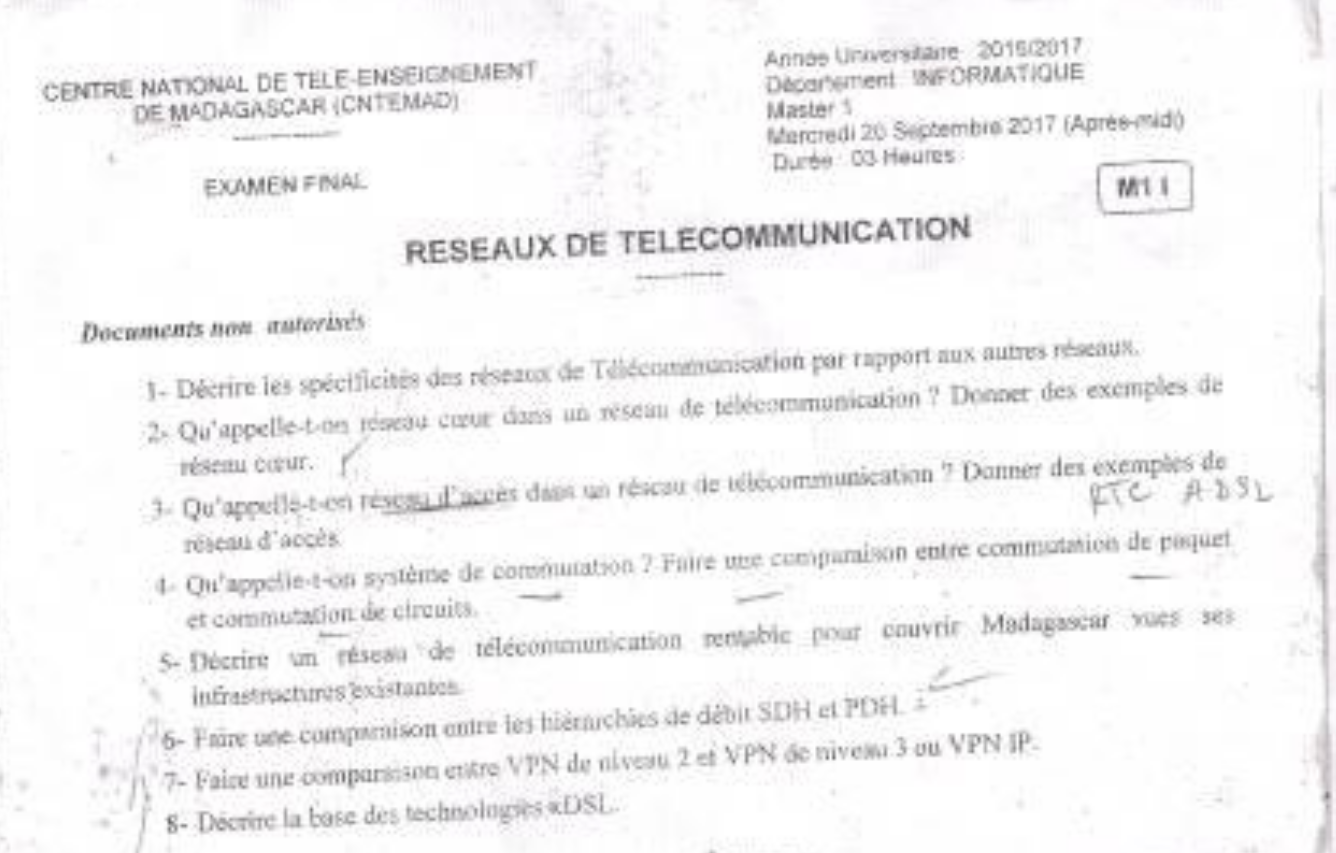 CENTRE NATIONAL DE TELE-ENSEIGNEMENT
DE MADAGASCAR (CNTEMAD)
EXAMEN FINAL
Année Universitaire 2016/2017
Département INFORMATIQUE
Master 1
Mercredi 20 Septembre 2017 (Après-midi)
Durée 03 Heures
M1 I
RESEAUX DE TELECOMMUNICATION
Documents non autorisés
1- Décrire les spécificités des réseaux de Télécommunication par rapport aux autres réseaux.
2- Qu'appelle-t-on réseau cœur dans un réseau de télécommunication ? Donner des exemples de
réseau cœur.
3- Qu'appelle-t-on réseau d'accès dans un réseau de télécommunication ? Donner des exemples de
réseau d'accès.
RTC ADSL
4- Qu'appelle-t-on système de commutation ? Faire une comparaison entre commutation de paquet
et commutation de circuits.
5- Décrire un réseau de télécommunication rentable pour couvrir Madagascar vues ses
infrastructures existantes.
6- Faire une comparaison entre les hiérarchies de débit SDH et PDH.
7- Faire une comparaison entre VPN de niveau 2 et VPN de niveau 3 ou VPN IP.
8- Décrire la base des technologies xDSL.